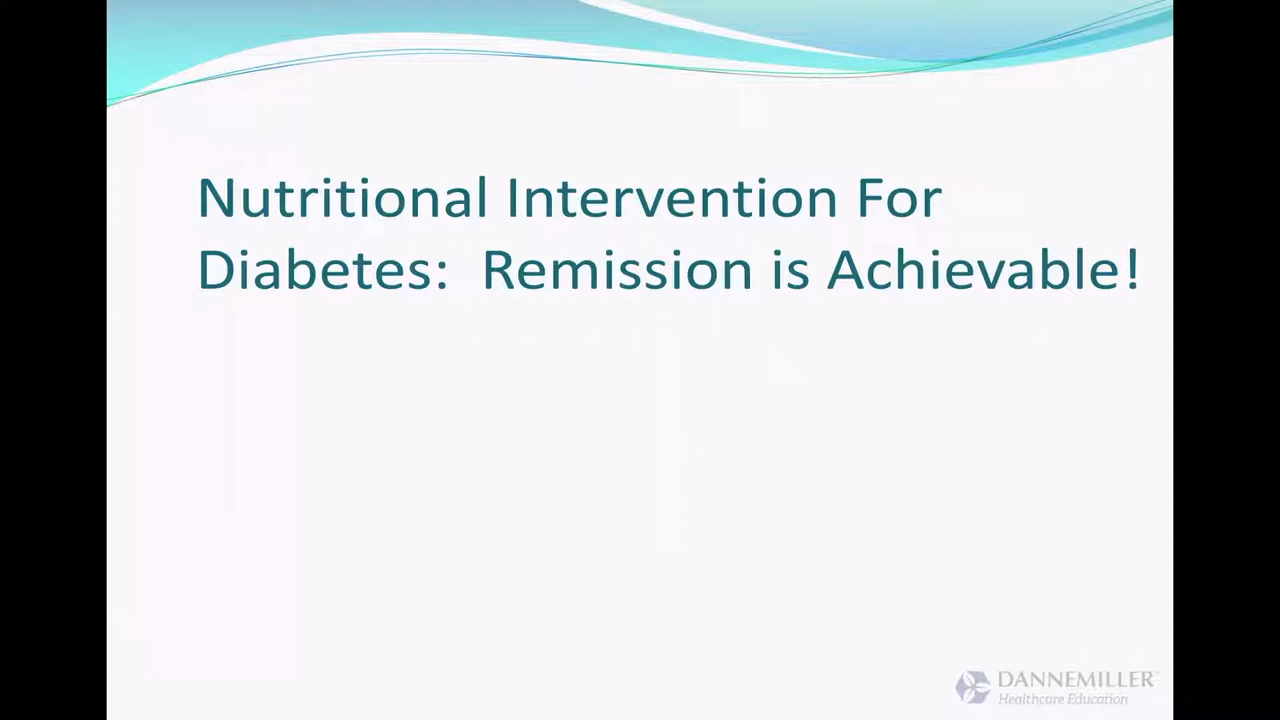 Nutritional Intervention For
Diabetes:  Remission is Achievable!
DANNEMILLER
Healthcare Education